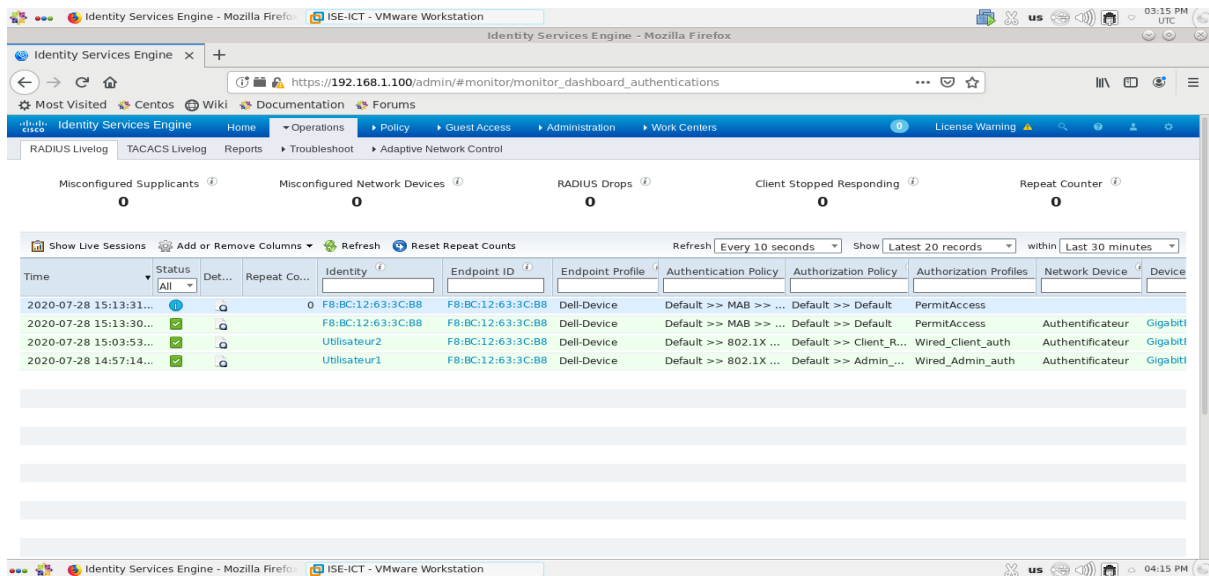 Identity Services Engine - Mozilla Firefo
ISE-ICT - VMware Workstation
us
03:15 PM
UTC
Identity Services Engine - Mozilla Firefox
Identity Services Engine
https://192.168.1.100/admin/#monitor/monitor_dashboard_authentications
Most Visited Centos Wiki Documentation Forums
cisco Identity Services Engine Home Operations Policy Guest Access Administration Work Centers 0 License Warning
RADIUS Livelog TACACS Livelog Reports Troubleshoot Adaptive Network Control
Misconfigured Supplicants Misconfigured Network Devices RADIUS Drops Client Stopped Responding Repeat Counter
0 0 0 0 0
Show Live Sessions Add or Remove Columns Refresh Reset Repeat Counts Refresh Every 10 seconds Show Latest 20 records within Last 30 minutes
Time Status Det... Repeat Co... Identity Endpoint ID Endpoint Profile Authentication Policy Authorization Policy Authorization Profiles Network Device Device
All
2020-07-28 15:13:31... 0 F8:BC:12:63:3C:B8 F8:BC:12:63:3C:B8 Dell-Device Default >> MAB >> ... Default >> Default PermitAccess
2020-07-28 15:13:30... F8:BC:12:63:3C:B8 F8:BC:12:63:3C:B8 Dell-Device Default >> MAB >> ... Default >> Default PermitAccess Authentificateur GigabitE
2020-07-28 15:03:53... Utilisateur2 F8:BC:12:63:3C:B8 Dell-Device Default >> 802.1X ... Default >> Client_R... Wired_Client_auth Authentificateur GigabitE
2020-07-28 14:57:14... Utilisateur1 F8:BC:12:63:3C:B8 Dell-Device Default >> 802.1X ... Default >> Admin_... Wired_Admin_auth Authentificateur GigabitE
Identity Services Engine - Mozilla Firefo
ISE-ICT - VMware Workstation
us
04:15 PM